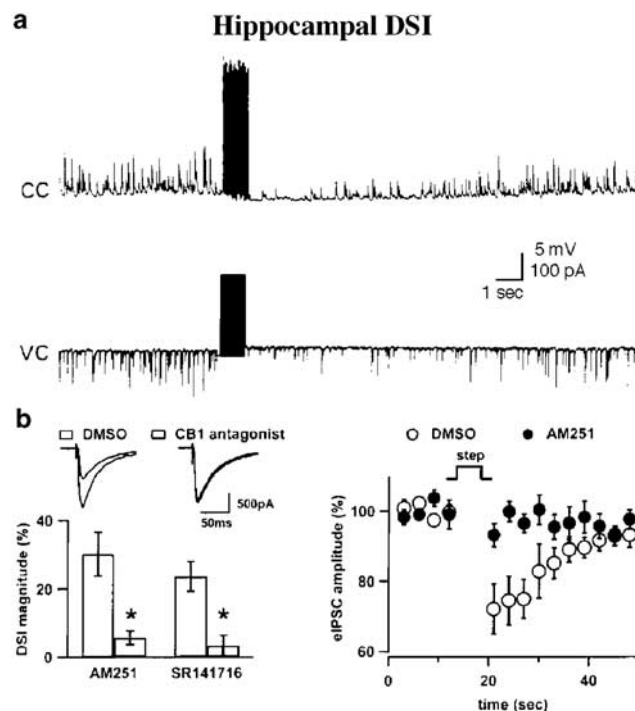 a
Hippocampal DSI
CC
5 mV
100 pA
1 sec
VC
b
DMSO
CB1 antagonist
500pA
50ms
DSI magnitude (%)
40
20
0
*
*
AM251
SR141716
DMSO
AM251
step
eIPSC amplitude (%)
100
80
60
0
20
40
time (sec)